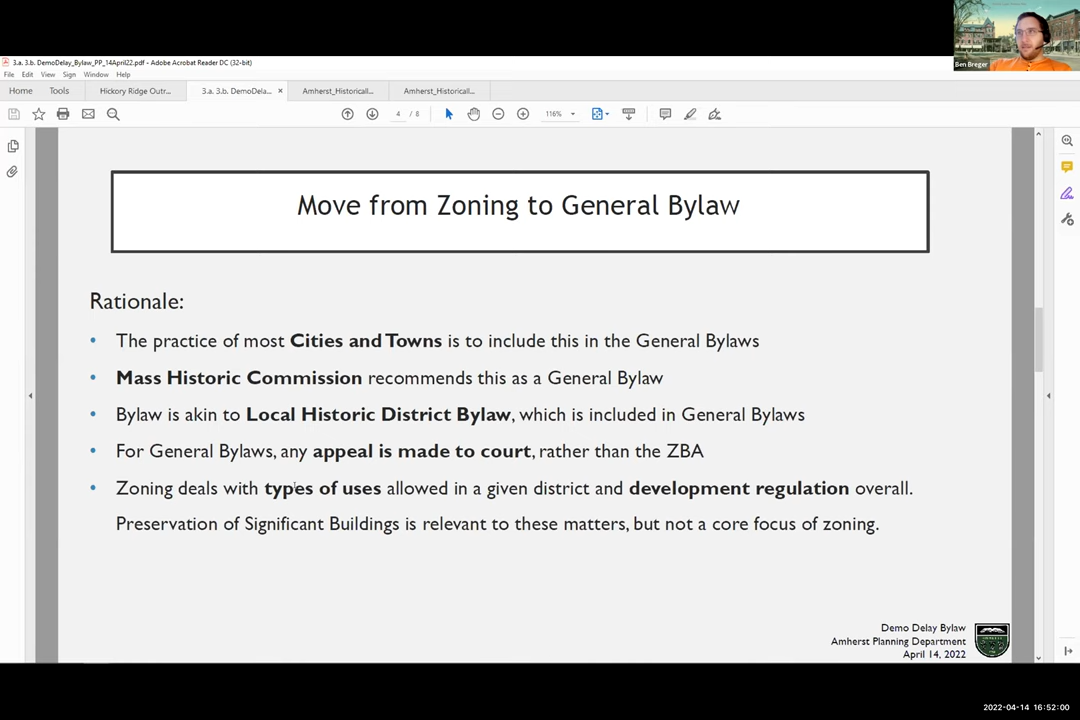 Ben Breger
3.a. 3.b. DemoDelay_Bylaw_PP_14April22.pdf - Adobe Acrobat Reader DC (32-bit)
File Edit View Sign Window Help
Home Tools Hickory Ridge Outr... 3.a. 3.b. DemoDela... × Amherst_Historicall... Amherst_Historicall...
4 / 8 116%
Move from Zoning to General Bylaw
Rationale:
• The practice of most Cities and Towns is to include this in the General Bylaws
• Mass Historic Commission recommends this as a General Bylaw
• Bylaw is akin to Local Historic District Bylaw, which is included in General Bylaws
• For General Bylaws, any appeal is made to court, rather than the ZBA
• Zoning deals with types of uses allowed in a given district and development regulation overall.
Preservation of Significant Buildings is relevant to these matters, but not a core focus of zoning.
Demo Delay Bylaw
Amherst Planning Department
April 14, 2022
2022-04-14 16:52:00